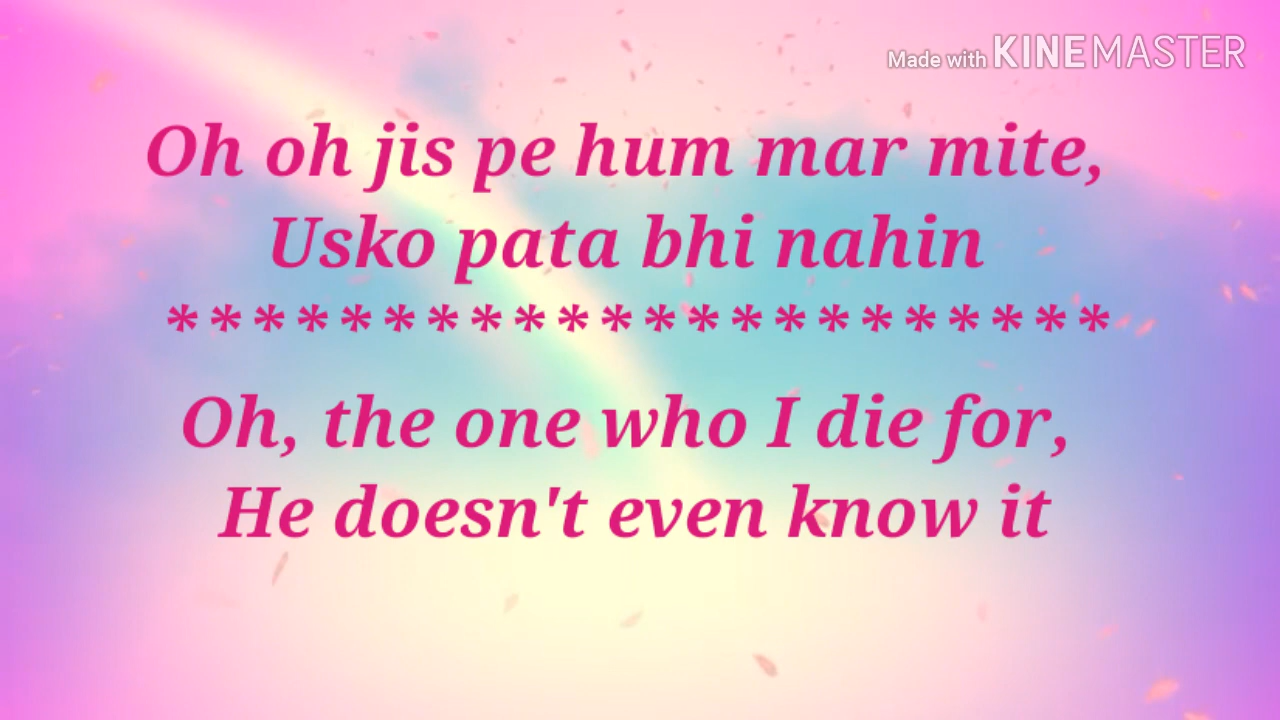 Made with KINEMASTER
Oh oh jis pe hum mar mite,
Usko pata bhi nahin
**********************
Oh, the one who I die for,
He doesn't even know it